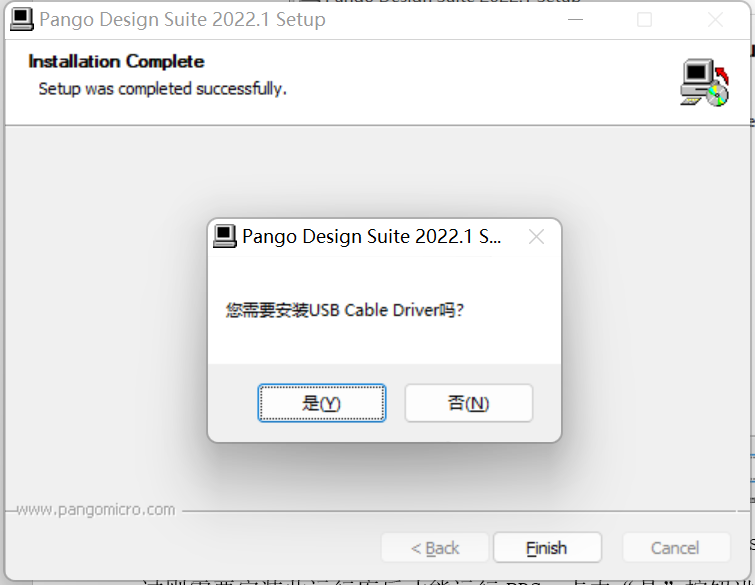 Pango Design Suite 2022.1 Setup
Installation Complete
Setup was completed successfully.
Pango Design Suite 2022.1 S...
您需要安装USB Cable Driver吗?
是(Y)
否(N)
www.pangomicro.com
< Back
Finish
Cancel